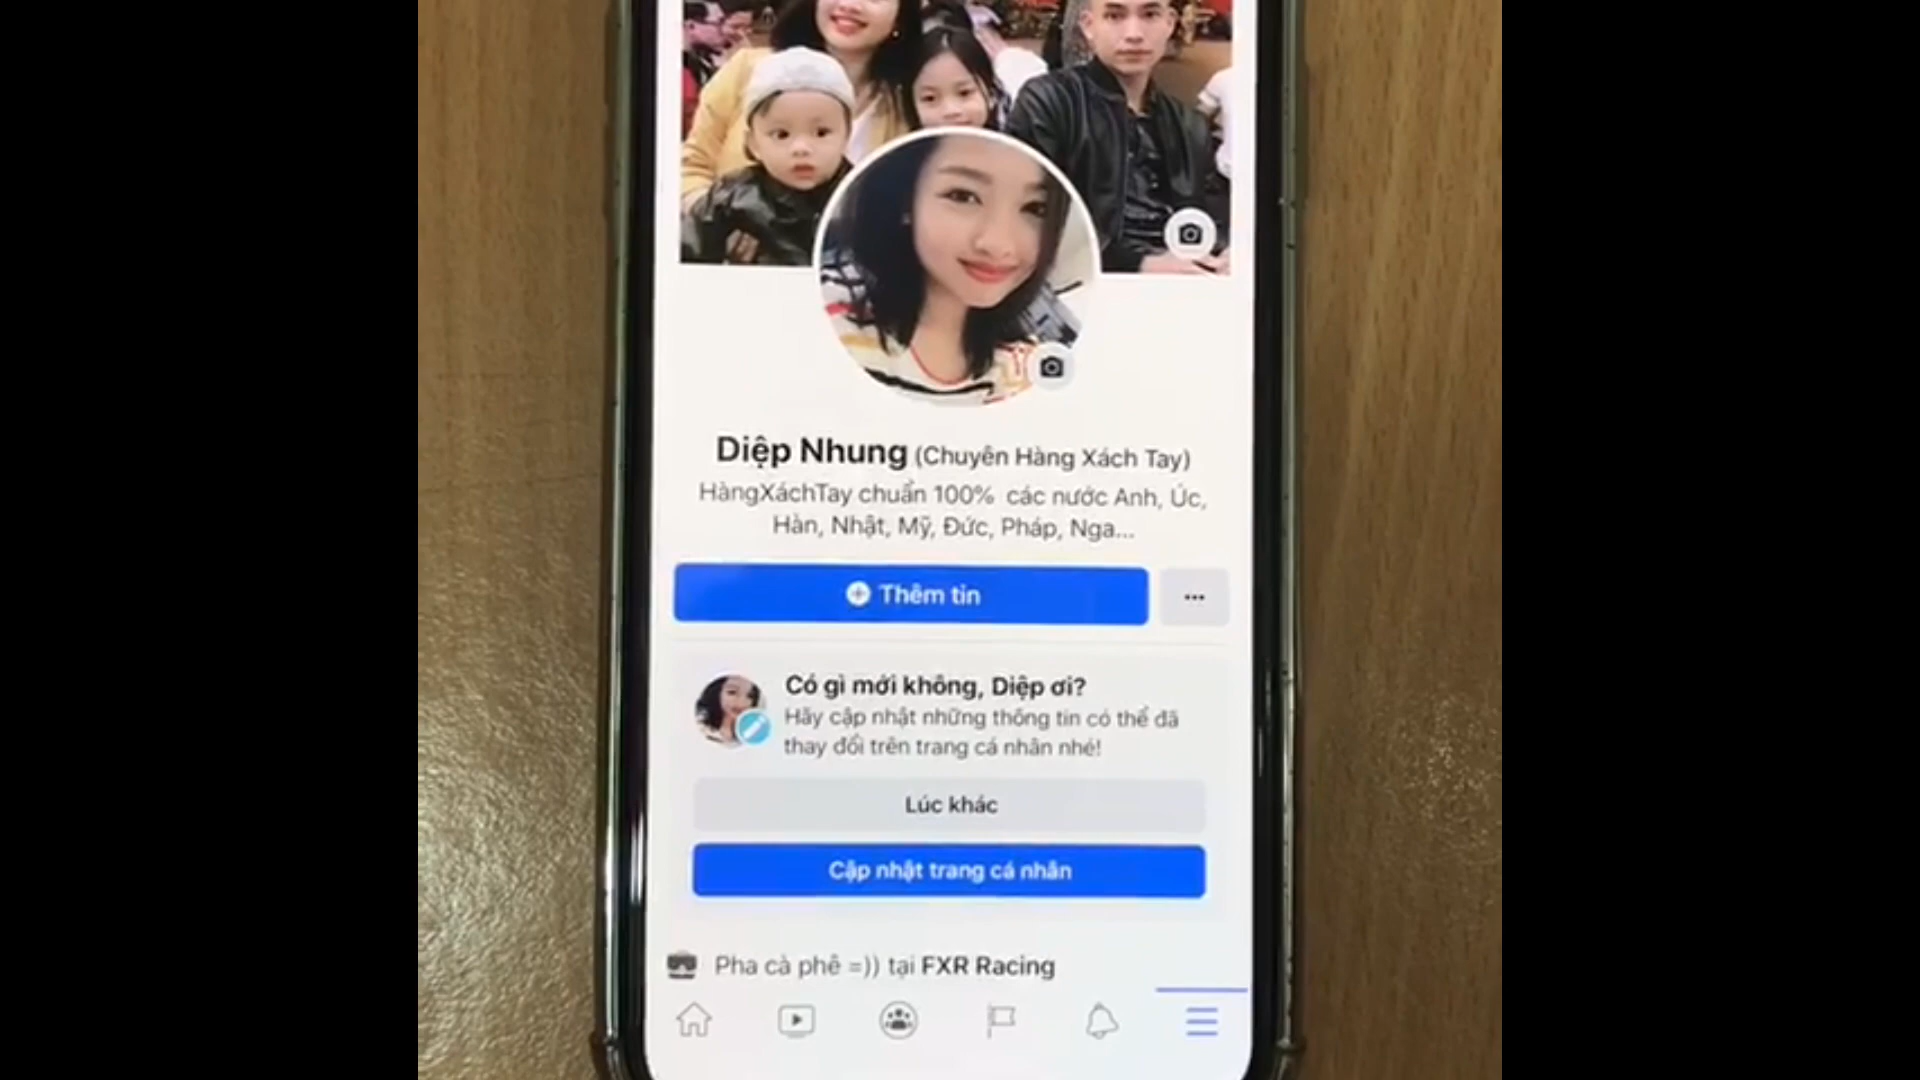 Diệp Nhung (Chuyên Hàng Xách Tay)
HàngXáchTay chuẩn 100% các nước Anh, Úc,
Hàn, Nhật, Mỹ, Đức, Pháp, Nga...
Thêm tin
Có gì mới không, Diệp ơi?
Hãy cập nhật những thông tin có thể đã
thay đổi trên trang cá nhân nhé!
Lúc khác
Cập nhật trang cá nhân
Pha cà phê =)) tại FXR Racing